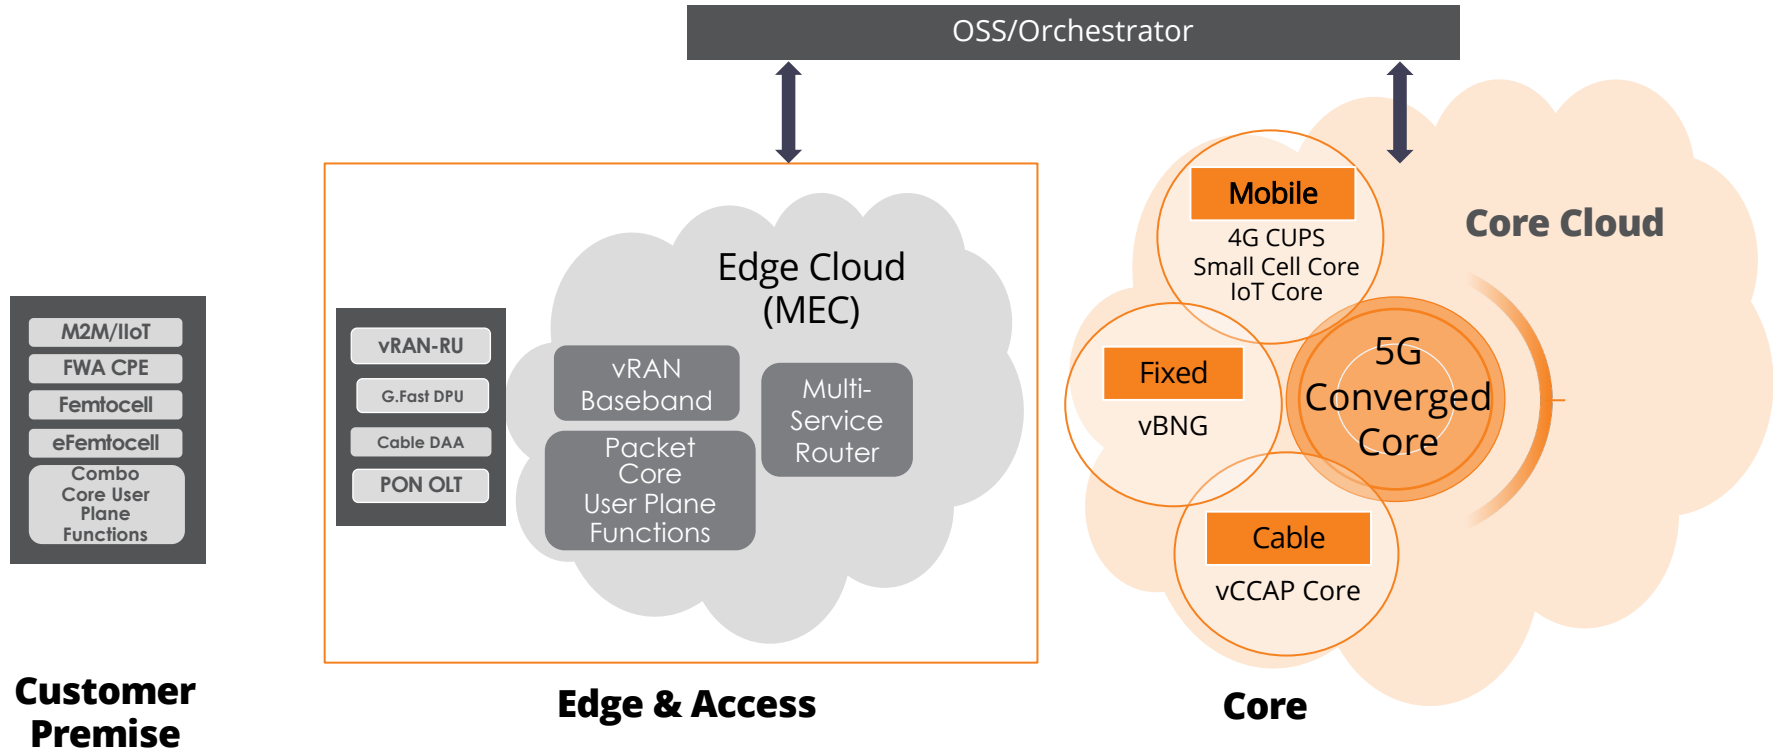 OSS/Orchestrator
M2M/IIoT
FWA CPE
Femtocell
eFemtocell
Combo
Core User
Plane
Functions
Customer
Premise
vRAN-RU
G.Fast DPU
Cable DAA
PON OLT
Edge Cloud
(MEC)
vRAN
Baseband
Packet
Core
User Plane
Functions
Multi-
Service
Router
Edge & Access
Mobile
4G CUPS
Small Cell Core
IoT Core
Fixed
vBNG
Cable
vCCAP Core
5G
Converged
Core
Core Cloud
Core